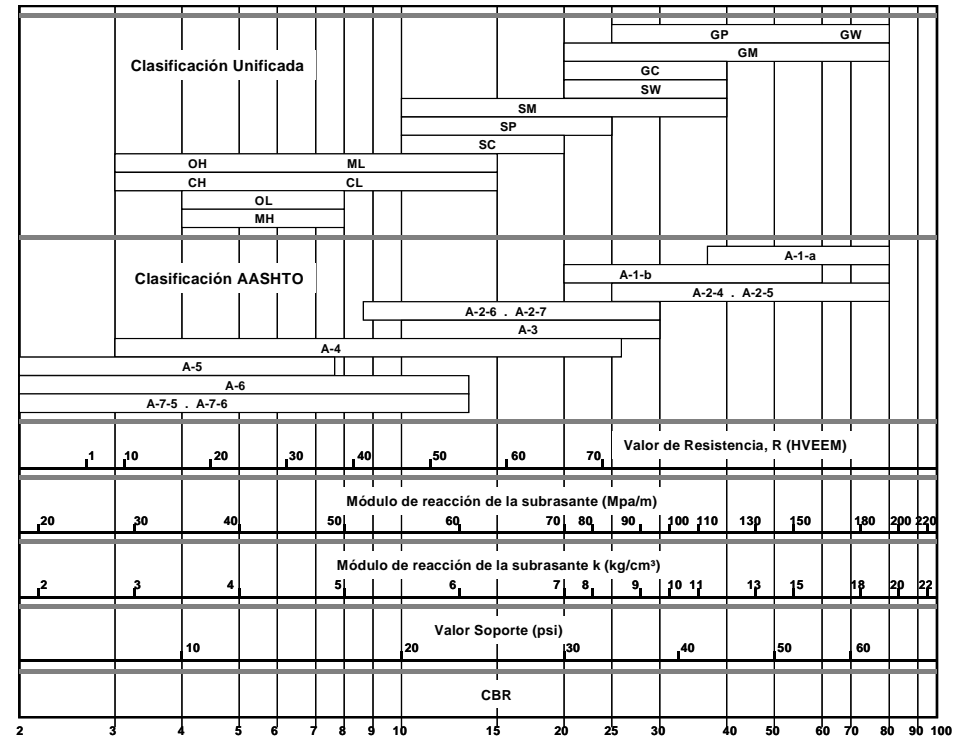 GP GW
GM
Clasificación Unificada
GC
SW
SM
SP
SC
OH ML
CH CL
OL
MH
A-1-a
Clasificación AASHTO
A-1-b
A-2-4 . A-2-5
A-2-6 . A-2-7
A-3
A-4
A-5
A-6
A-7-5 . A-7-6
Valor de Resistencia, R (HVEEM)
1 10 20 30 40 50 60 70
Módulo de reacción de la subrasante (Mpa/m)
20 30 40 50 60 70 80 90 100 110 130 150 180 200 220
Módulo de reacción de la subrasante k (kg/cm³)
2 3 4 5 6 7 8 9 10 11 13 15 18 20 22
Valor Soporte (psi)
10 20 30 40 50 60
CBR
2 3 4 5 6 7 8 9 10 15 20 30 40 50 60 70 80 90 100